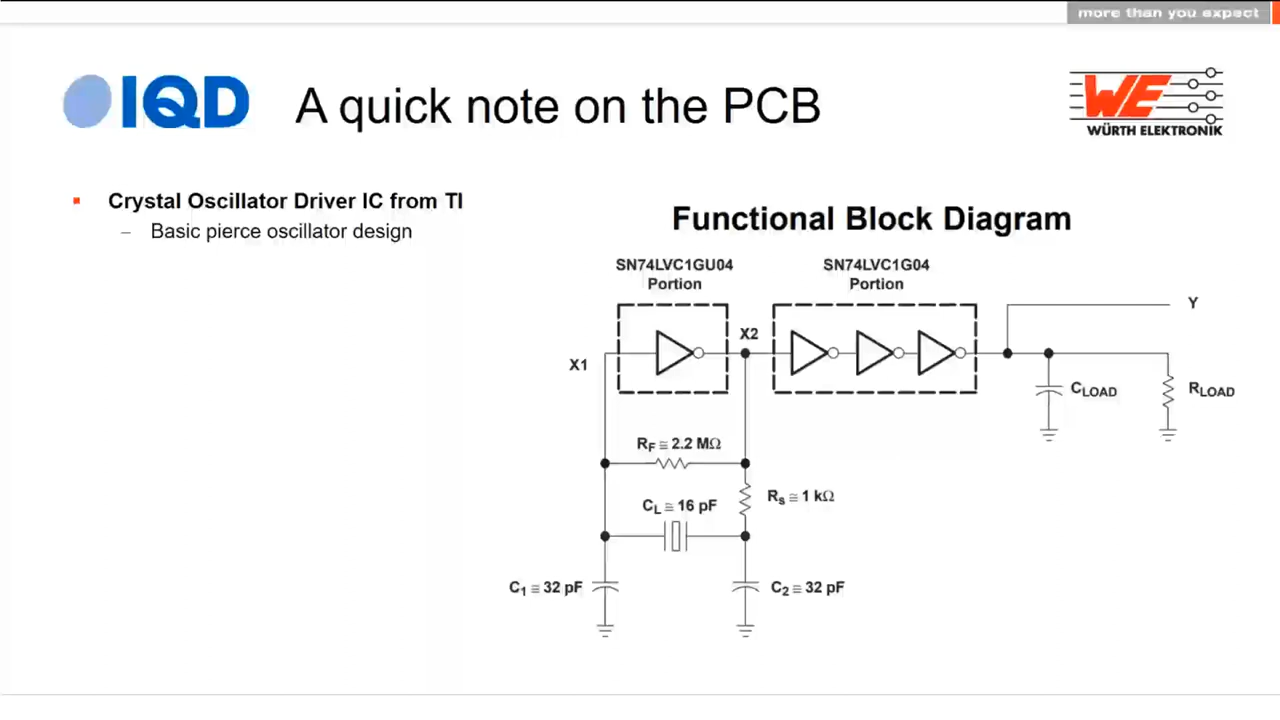 more than you expect
IQD
A quick note on the PCB
WE
WÜRTH ELEKTRONIK
▪ Crystal Oscillator Driver IC from TI
– Basic pierce oscillator design
Functional Block Diagram
SN74LVC1GU04
Portion
SN74LVC1G04
Portion
X1
X2
Y
CLOAD
RLOAD
RF ≅ 2.2 MΩ
Rs ≅ 1 kΩ
CL ≅ 16 pF
C1 ≅ 32 pF
C2 ≅ 32 pF